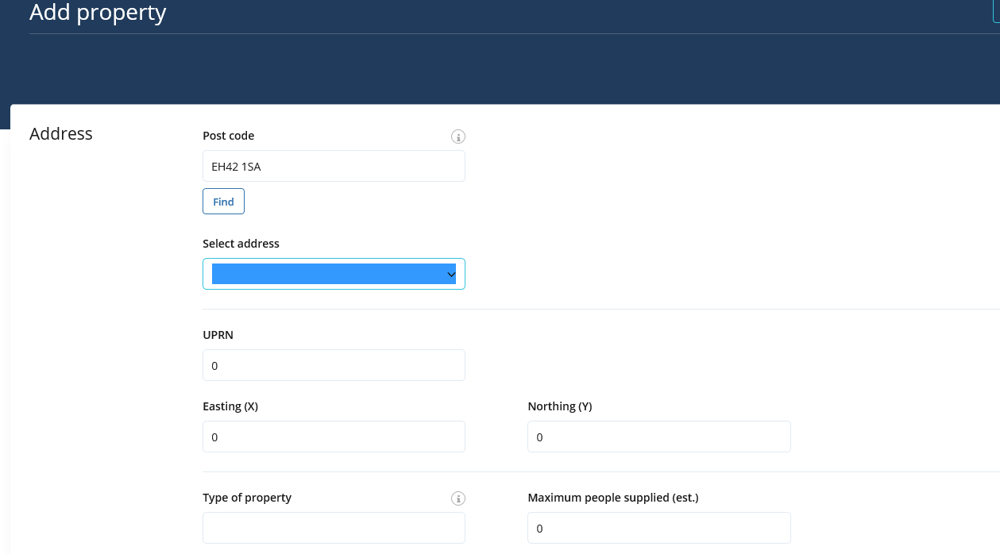 Add property
Address
Post code
EH42 1SA
Find
Select address
UPRN
0
Easting (X)
Northing (Y)
0
0
Type of property
Maximum people supplied (est.)
0